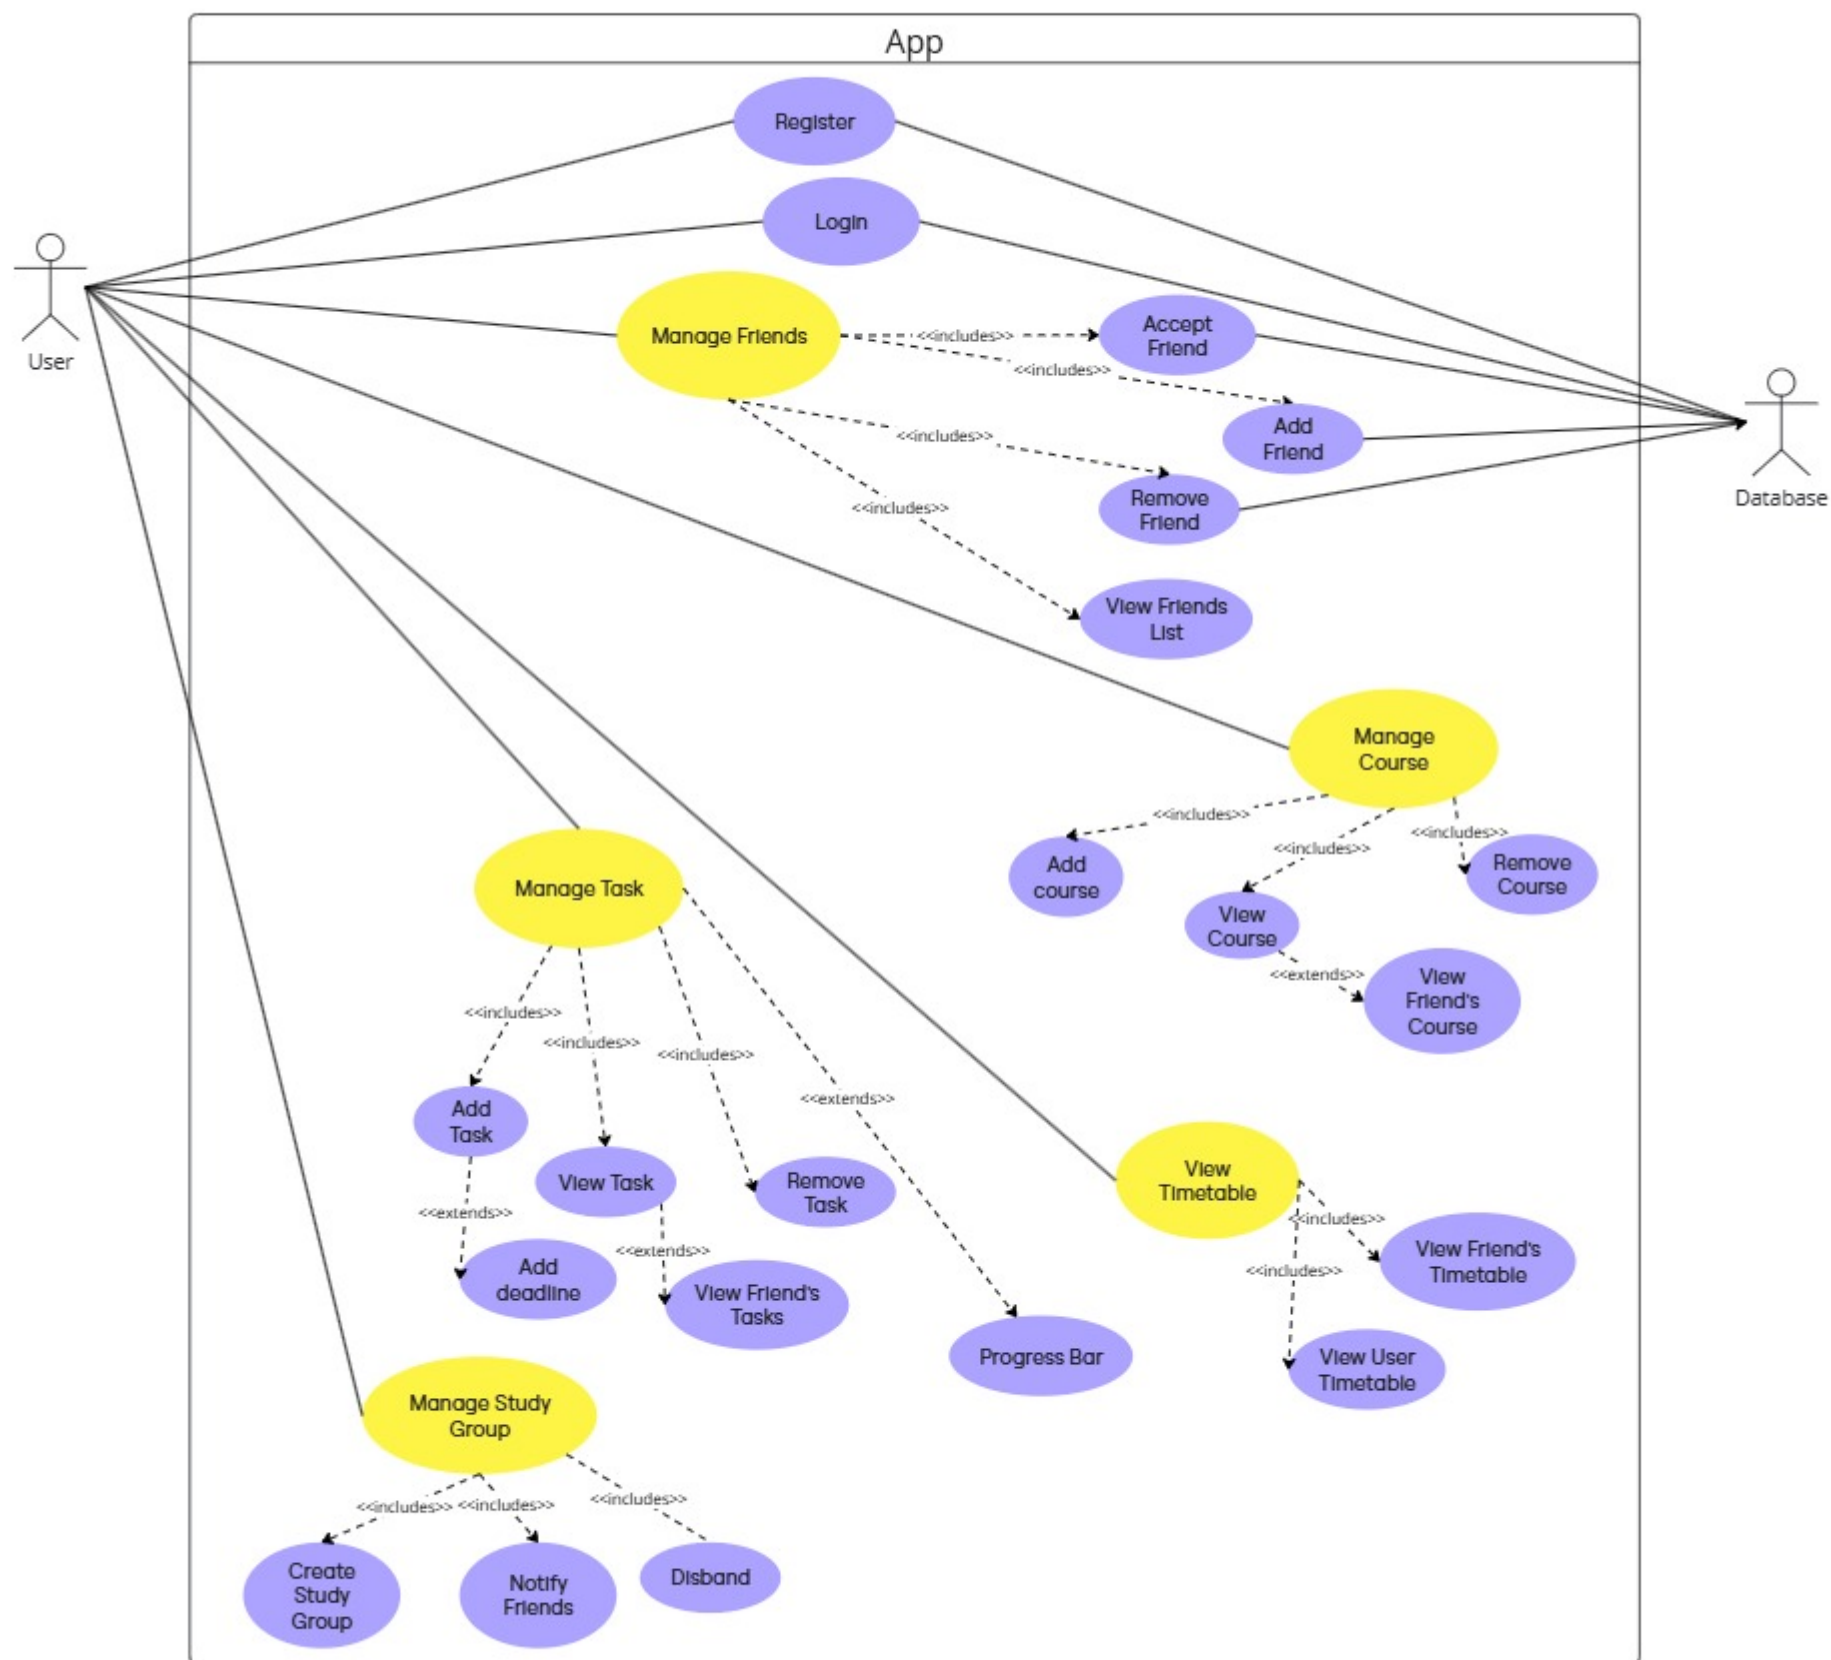 App
Register
Login
User
Manage Friends
<<includes>>
Accept
Friend
<<includes>>
Add
Friend
<<includes>>
Remove
Friend
Database
<<includes>>
View Friends
List
Manage
Course
<<includes>>
<<includes>>
<<includes>>
Add
course
View
Course
Remove
Course
<<extends>>
View
Friend's
Course
Manage Task
<<includes>>
<<includes>>
<<includes>>
<<extends>>
Add
Task
View Task
Remove
Task
<<extends>>
<<extends>>
Add
deadline
View Friend's
Tasks
Progress Bar
View
Timetable
<<includes>>
<<includes>>
View Friend's
Timetable
View User
Timetable
Manage Study
Group
<<includes>>
<<includes>>
<<includes>>
Create
Study
Group
Notify
Friends
Disband